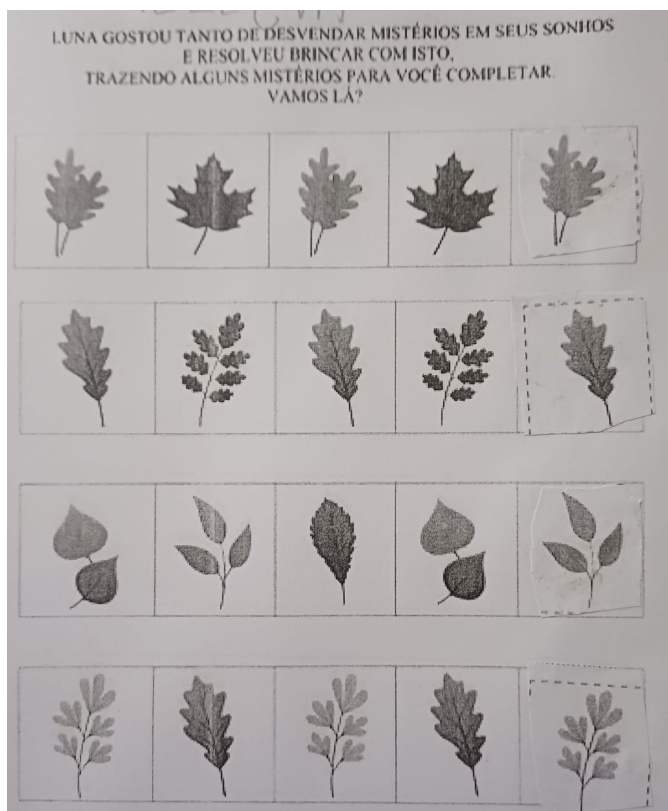 LUNA GOSTOU TANTO DE DESVENDAR MISTÉRIOS EM SEUS SONHOS
E RESOLVEU BRINCAR COM ISTO,
TRAZENDO ALGUNS MISTÉRIOS PARA VOCÊ COMPLETAR.
VAMOS LÁ?